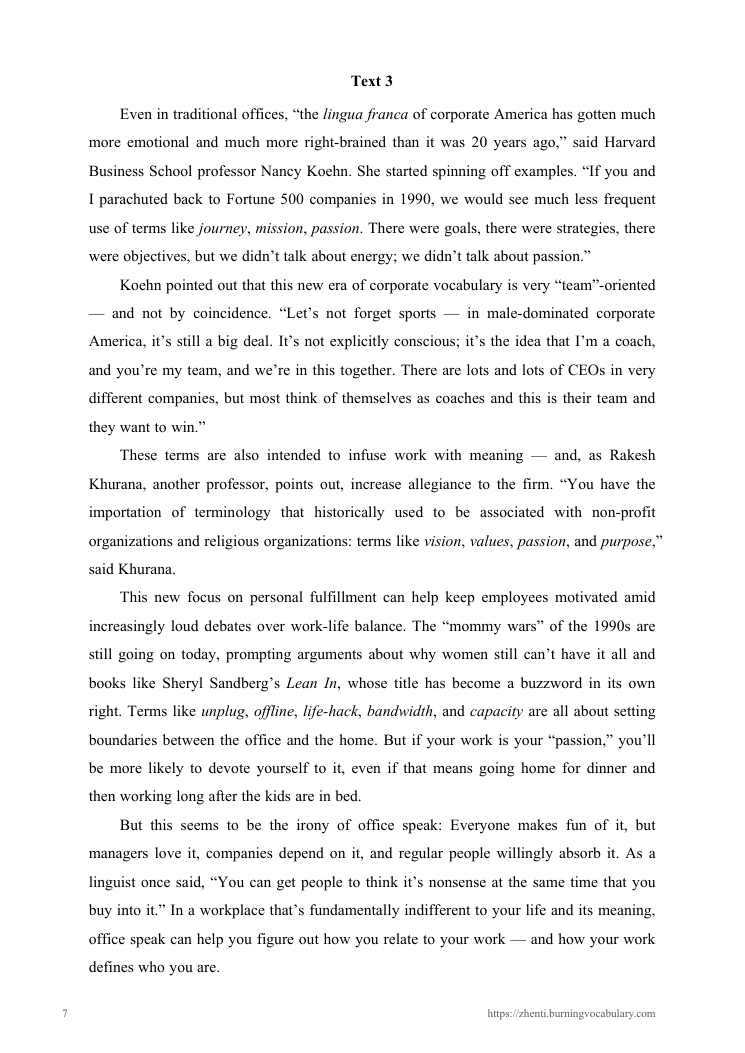 Text 3
Even in traditional offices, “the lingua franca of corporate America has gotten much
more emotional and much more right-brained than it was 20 years ago,” said Harvard
Business School professor Nancy Koehn. She started spinning off examples. “If you and
I parachuted back to Fortune 500 companies in 1990, we would see much less frequent
use of terms like journey, mission, passion. There were goals, there were strategies, there
were objectives, but we didn’t talk about energy; we didn’t talk about passion.”
Koehn pointed out that this new era of corporate vocabulary is very “team”-oriented
— and not by coincidence. “Let’s not forget sports — in male-dominated corporate
America, it’s still a big deal. It’s not explicitly conscious; it’s the idea that I’m a coach,
and you’re my team, and we’re in this together. There are lots and lots of CEOs in very
different companies, but most think of themselves as coaches and this is their team and
they want to win.”
These terms are also intended to infuse work with meaning — and, as Rakesh
Khurana, another professor, points out, increase allegiance to the firm. “You have the
importation of terminology that historically used to be associated with non-profit
organizations and religious organizations: terms like vision, values, passion, and purpose,”
said Khurana.
This new focus on personal fulfillment can help keep employees motivated amid
increasingly loud debates over work-life balance. The “mommy wars” of the 1990s are
still going on today, prompting arguments about why women still can’t have it all and
books like Sheryl Sandberg’s Lean In, whose title has become a buzzword in its own
right. Terms like unplug, offline, life-hack, bandwidth, and capacity are all about setting
boundaries between the office and the home. But if your work is your “passion,” you’ll
be more likely to devote yourself to it, even if that means going home for dinner and
then working long after the kids are in bed.
But this seems to be the irony of office speak: Everyone makes fun of it, but
managers love it, companies depend on it, and regular people willingly absorb it. As a
linguist once said, “You can get people to think it’s nonsense at the same time that you
buy into it.” In a workplace that’s fundamentally indifferent to your life and its meaning,
office speak can help you figure out how you relate to your work — and how your work
defines who you are.
7 https://zhenti.burningvocabulary.com